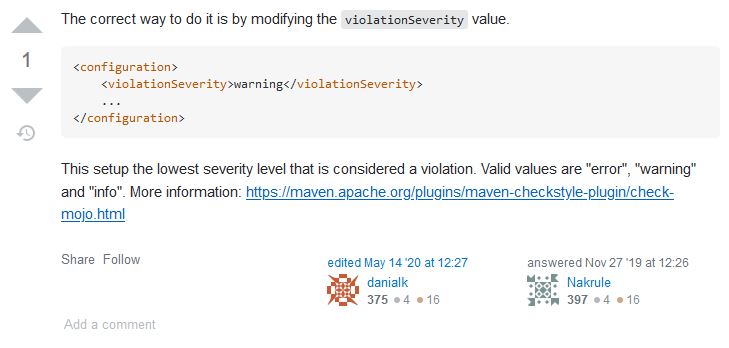 The correct way to do it is by modifying the violationSeverity value.
1
<configuration>
    <violationSeverity>warning</violationSeverity>
    ...
</configuration>
This setup the lowest severity level that is considered a violation. Valid values are "error", "warning"
and "info". More information: https://maven.apache.org/plugins/maven-checkstyle-plugin/check-
mojo.html
Share Follow
edited May 14 '20 at 12:27
danialk
375 ● 4 ● 16
answered Nov 27 '19 at 12:26
Nakrule
397 ● 4 ● 16
Add a comment